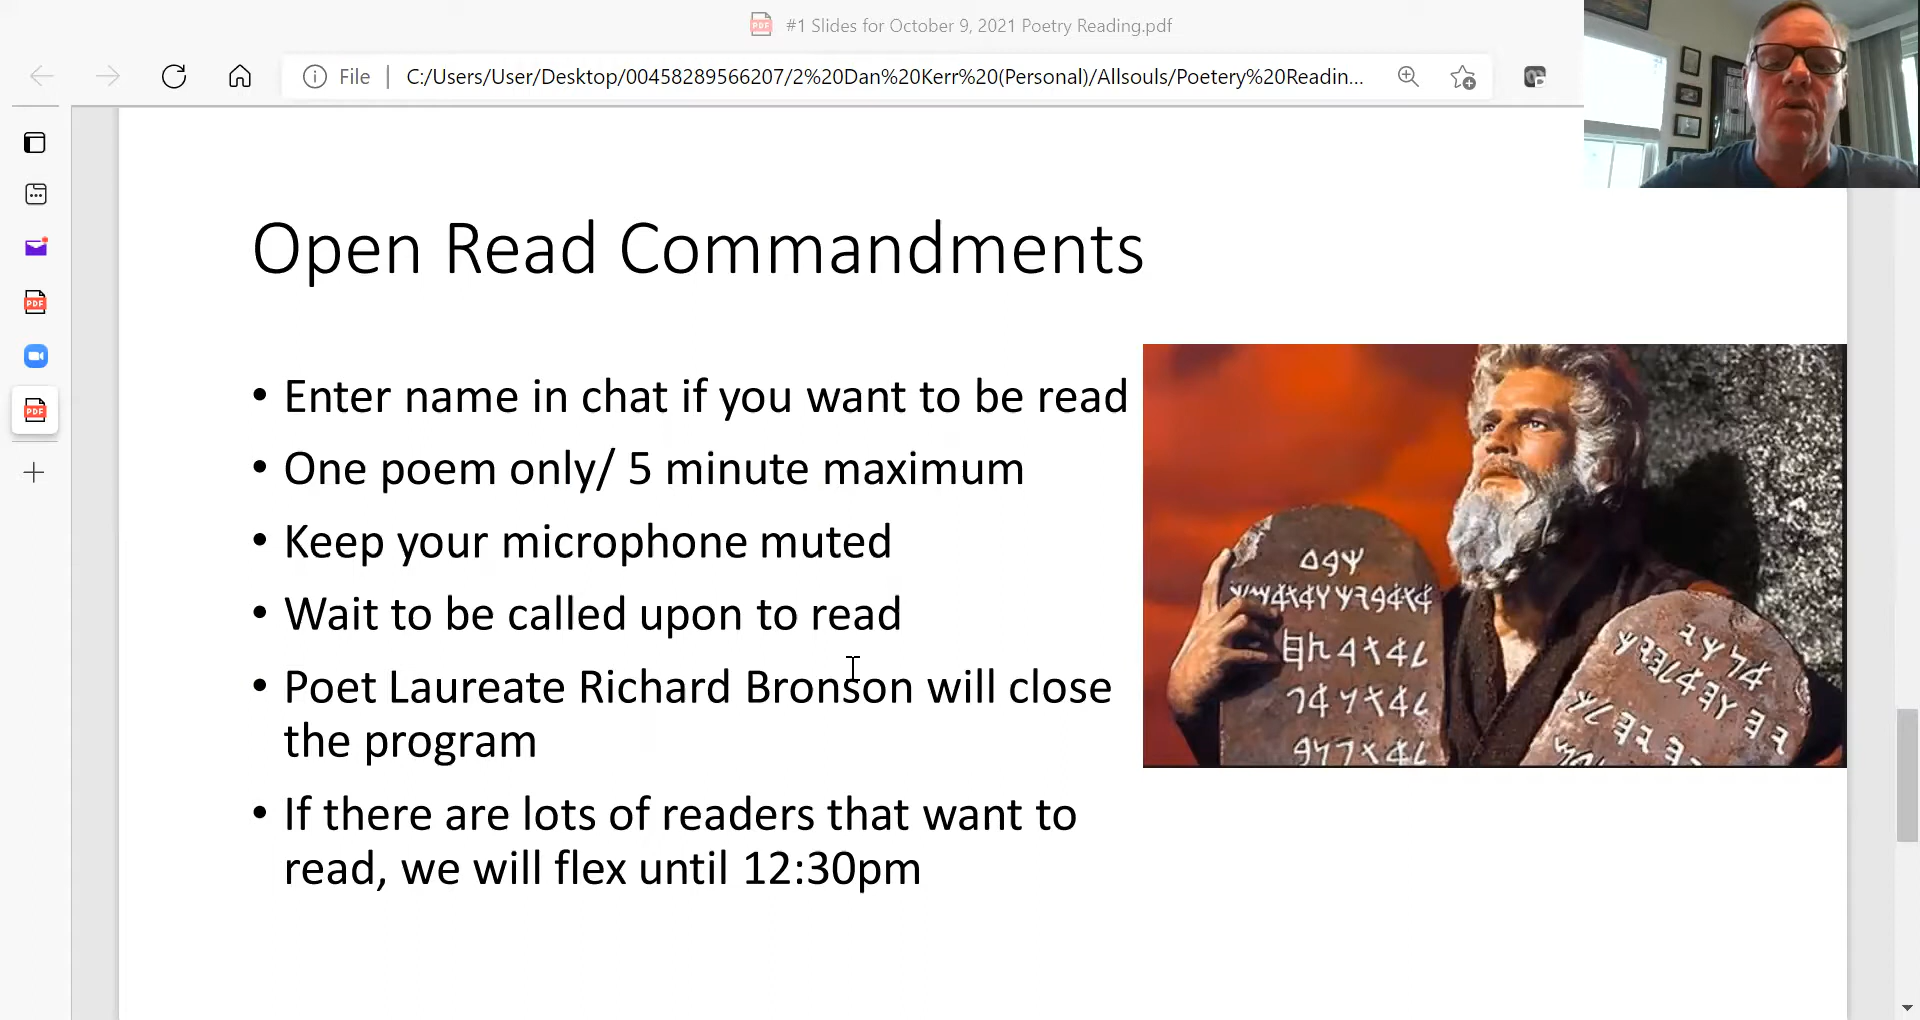 #1 Slides for October 9, 2021 Poetry Reading.pdf
File
C:/Users/User/Desktop/00458289566207/2%20Dan%20Kerr%20(Personal)/Allsouls/Poetery%20Readin...
Open Read Commandments
• Enter name in chat if you want to be read
• One poem only/ 5 minute maximum
• Keep your microphone muted
• Wait to be called upon to read
• Poet Laureate Richard Bronson will close
the program
• If there are lots of readers that want to
read, we will flex until 12:30pm
PDF
PDF
PDF